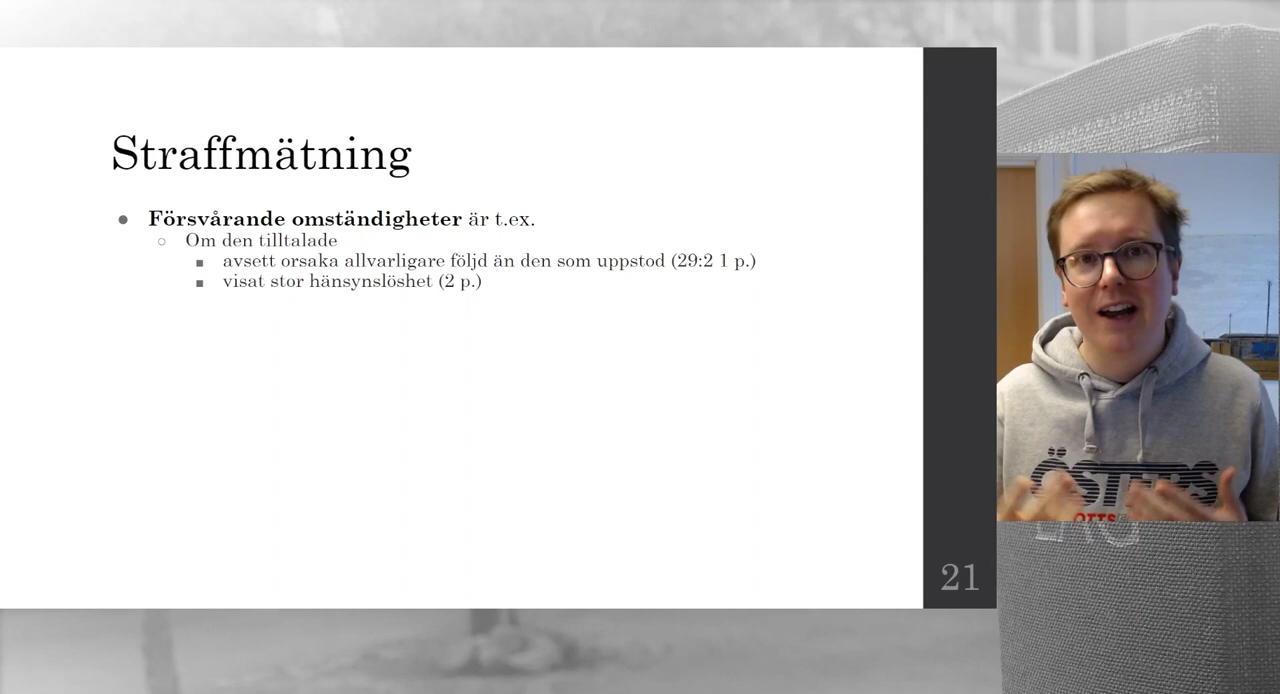 Straffmätning
● Försvårande omständigheter är t.ex.
○ Om den tilltalade
■ avsett orsaka allvarligare följd än den som uppstod (29:2 1 p.)
■ visat stor hänsynslöshet (2 p.)
21
ÖSTERS